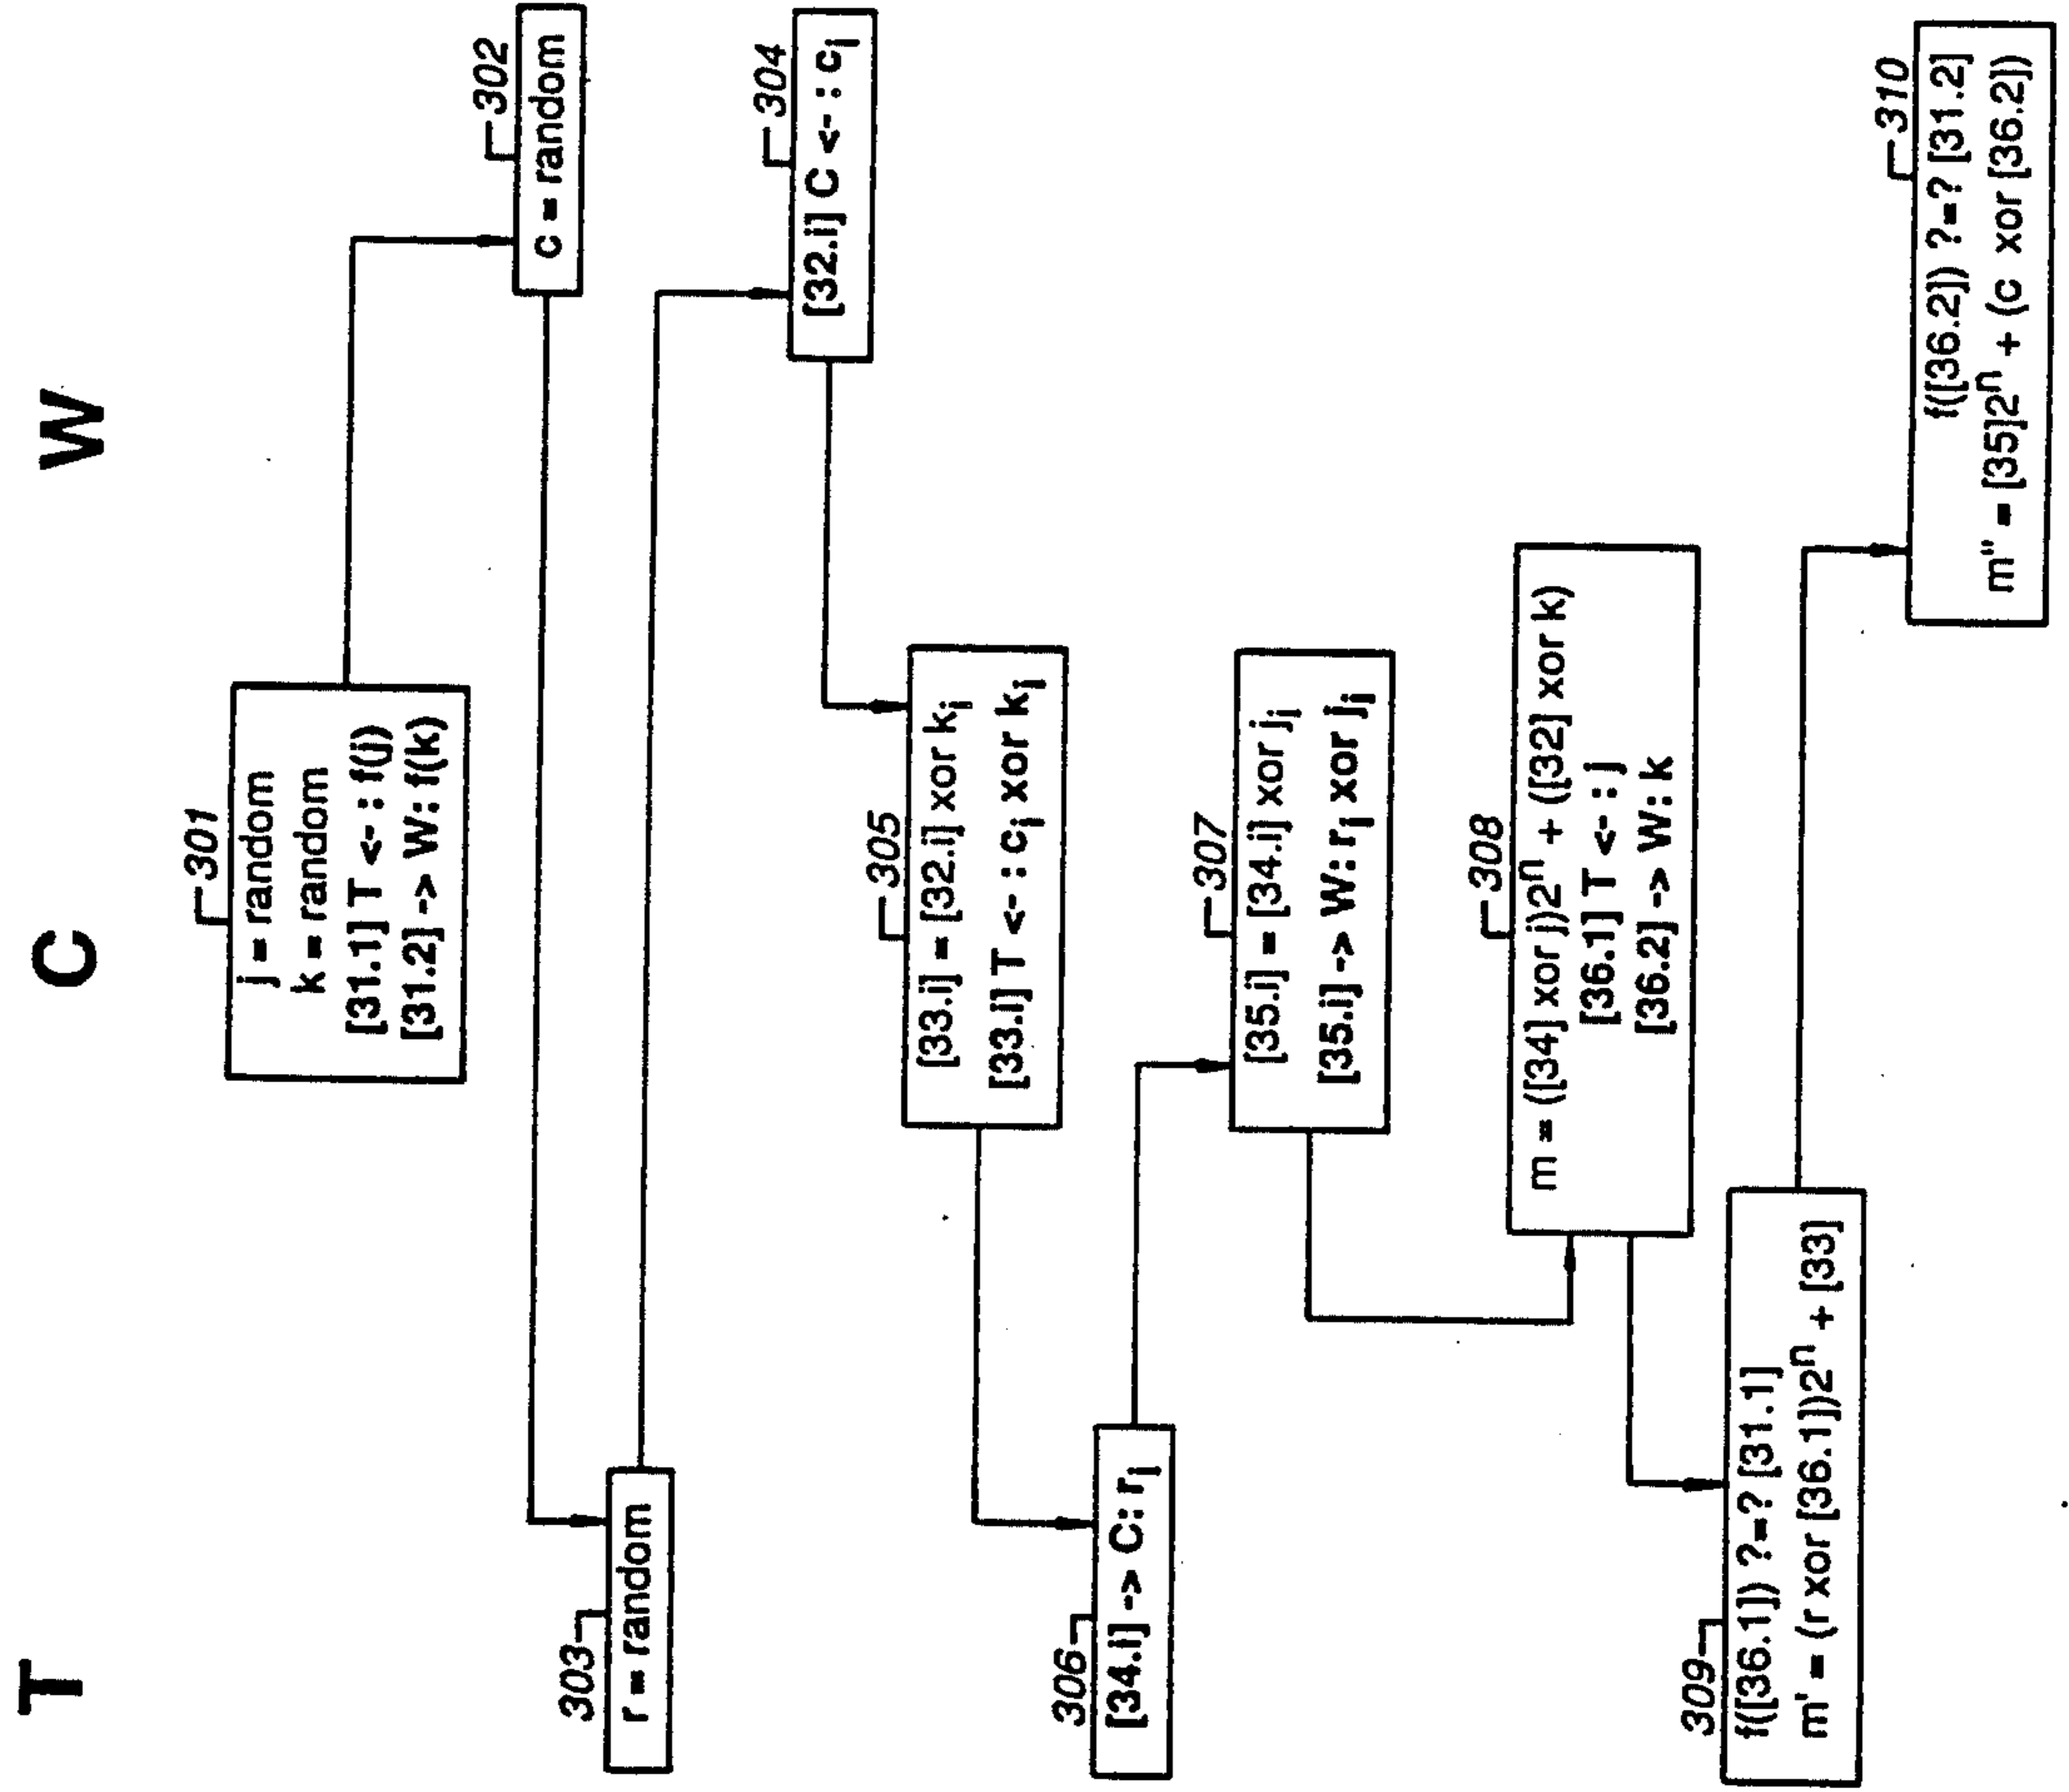 T C W
301
j = random
k = random
[31.1] T <- : f(j)
[31.2] -> W: f(k)
302
c = random
303
r = random
304
[32.i] C <- : c_i
305
[33.i] = [32.i] xor k_i
[33.i] T <- : c_i xor k_i
306
[34.i] -> C: r_i
307
[35.i] = [34.i] xor j_i
[35.i] -> W: r_i xor j_i
308
m = ([34] xor j)2^n + ([32] xor k)
[36.1] T <- : j
[36.2] -> W: k
309
f([36.1]) ?=? [31.1]
m' = (r xor [36.1])2^n + [33]
310
f([36.2]) ?=? [31.2]
m'' = [35]2^n + (c xor [36.2])